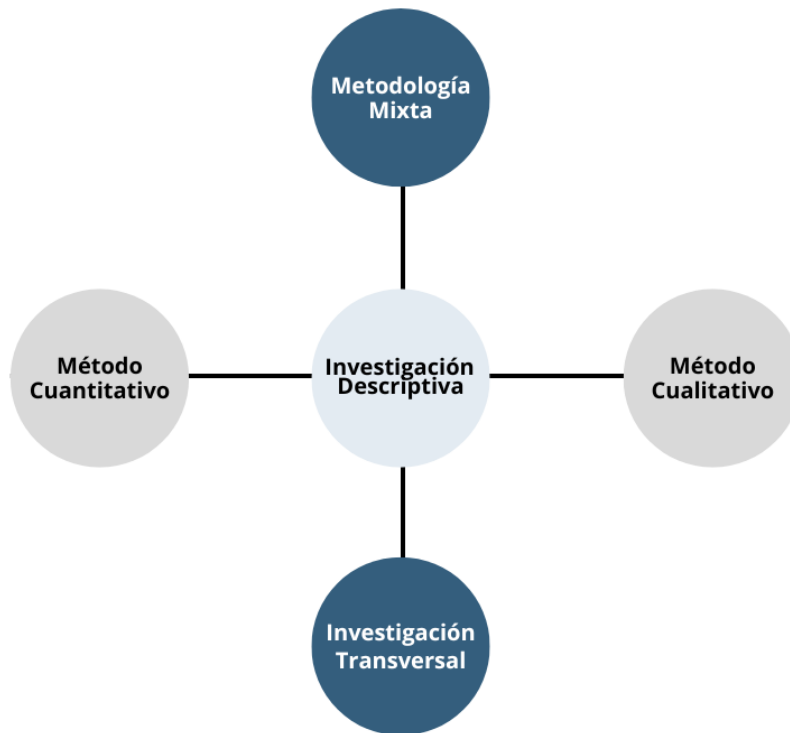 Metodología
Mixta
Método
Cuantitativo
Investigación
Descriptiva
Método
Cualitativo
Investigación
Transversal